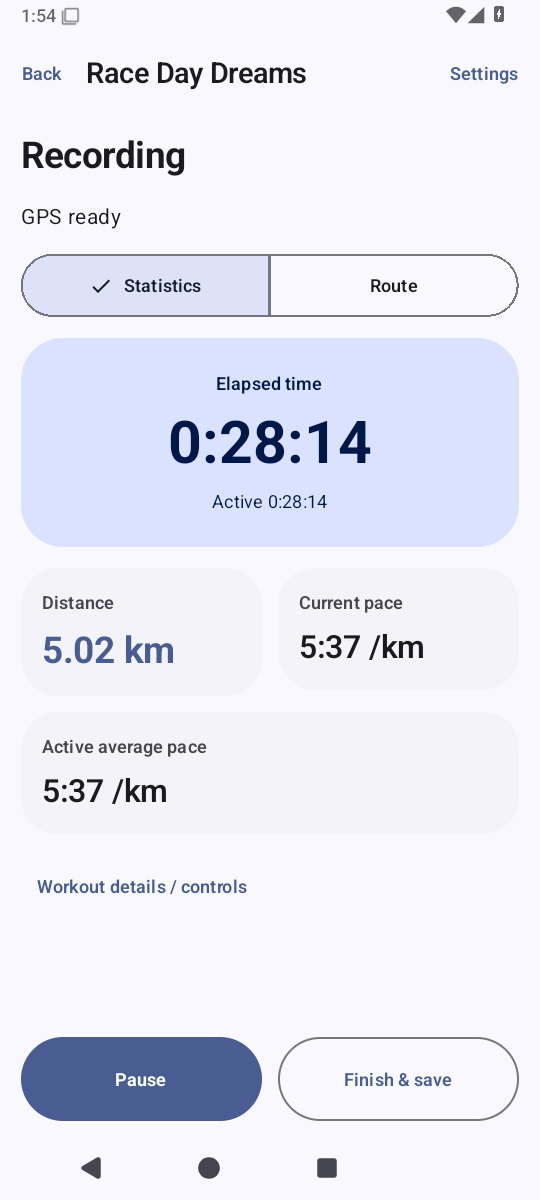 1:54
Back Race Day Dreams Settings
Recording
GPS ready
Statistics Route
Elapsed time
0:28:14
Active 0:28:14
Distance Current pace
5.02 km 5:37 /km
Active average pace
5:37 /km
Workout details / controls
Pause Finish & save